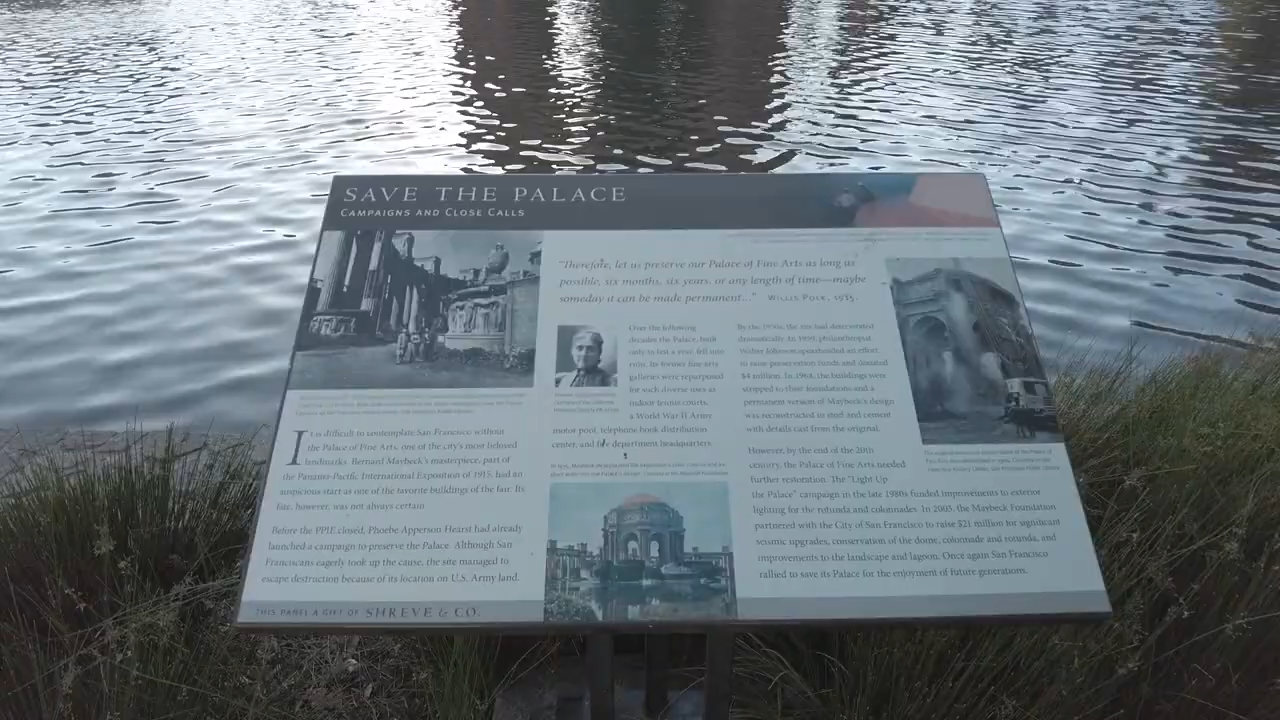 SAVE THE PALACE
CAMPAIGNS AND CLOSE CALLS
"Therefore, let us preserve our Palace of Fine Arts as long as
possible, six months, six years, or any length of time—maybe
someday it can be made permanent..." WILLIS POLK, 1915.
It is difficult to contemplate San Francisco without
the Palace of Fine Arts, one of the city's most beloved
landmarks. Bernard Maybeck's masterpiece, part of
the Panama-Pacific International Exposition of 1915, had an
auspicious start as one of the favorite buildings of the fair. Its
fate, however, was not always certain.
Before the PPIE closed, Phoebe Apperson Hearst had already
launched a campaign to preserve the Palace. Although San
Franciscans eagerly took up the cause, the site managed to
escape destruction because of its location on U.S. Army land.
Over the following
decades the Palace, built
only to last a year, fell into
ruin. Its former fine arts
galleries were repurposed
for such diverse uses as
indoor tennis courts,
a World War II Army
motor pool, telephone book distribution
center, and fire department headquarters.
By the 1950s, the site had deteriorated
dramatically. In 1959, philanthropist
Walter Johnson spearheaded an effort
to raise preservation funds and donated
$4 million. In 1964, the buildings were
stripped to their foundations and a
permanent version of Maybeck's design
was reconstructed in steel and cement
with details cast from the original.
However, by the end of the 20th
century, the Palace of Fine Arts needed
further restoration. The "Light Up
the Palace" campaign in the late 1980s funded improvements to exterior
lighting for the rotunda and colonnades. In 2003, the Maybeck Foundation
partnered with the City of San Francisco to raise $21 million for significant
seismic upgrades, conservation of the dome, colonnade and rotunda, and
improvements to the landscape and lagoon. Once again San Francisco
rallied to save its Palace for the enjoyment of future generations.
THIS PANEL A GIFT OF SHREVE & CO.